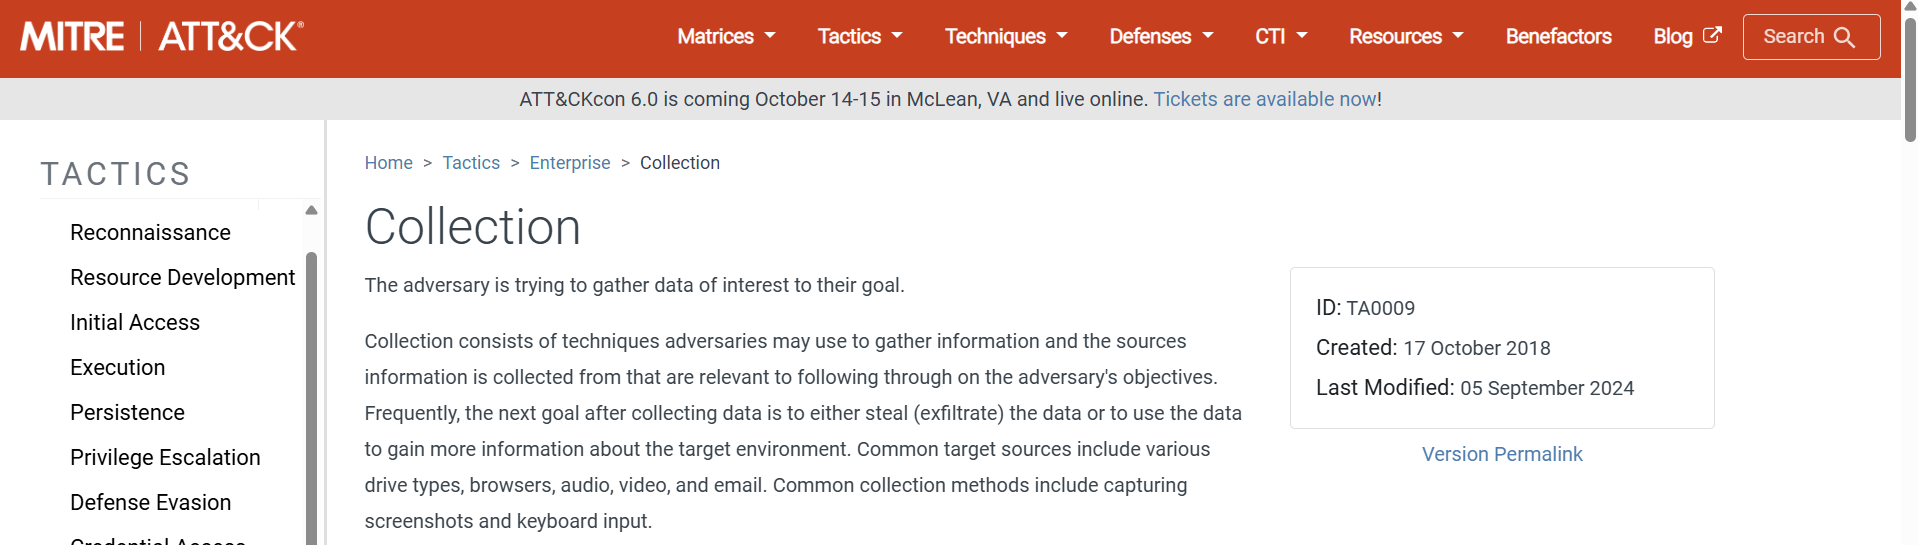 MITRE | ATT&CK®
Matrices Tactics Techniques Defenses CTI Resources Benefactors Blog Search
ATT&CKcon 6.0 is coming October 14-15 in McLean, VA and live online. Tickets are available now!
TACTICS
Reconnaissance
Resource Development
Initial Access
Execution
Persistence
Privilege Escalation
Defense Evasion
Credential Access
Home > Tactics > Enterprise > Collection
Collection
The adversary is trying to gather data of interest to their goal.
Collection consists of techniques adversaries may use to gather information and the sources
information is collected from that are relevant to following through on the adversary's objectives.
Frequently, the next goal after collecting data is to either steal (exfiltrate) the data or to use the data
to gain more information about the target environment. Common target sources include various
drive types, browsers, audio, video, and email. Common collection methods include capturing
screenshots and keyboard input.
ID: TA0009
Created: 17 October 2018
Last Modified: 05 September 2024
Version Permalink